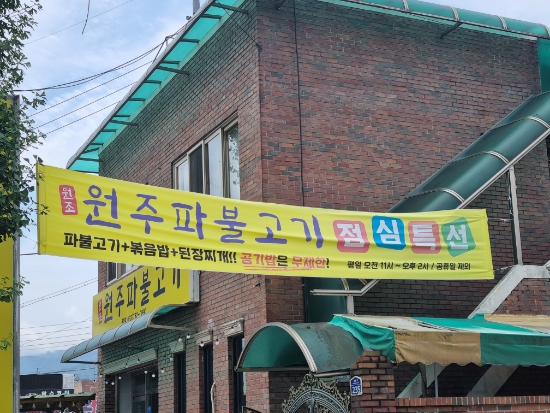 원조 원주파불고기 점심특선
파불고기+볶음밥+된장찌개!! 공기밥은 무제한! 평일 오전 11시~오후 2시 / 공휴일 제외
원주파불고기